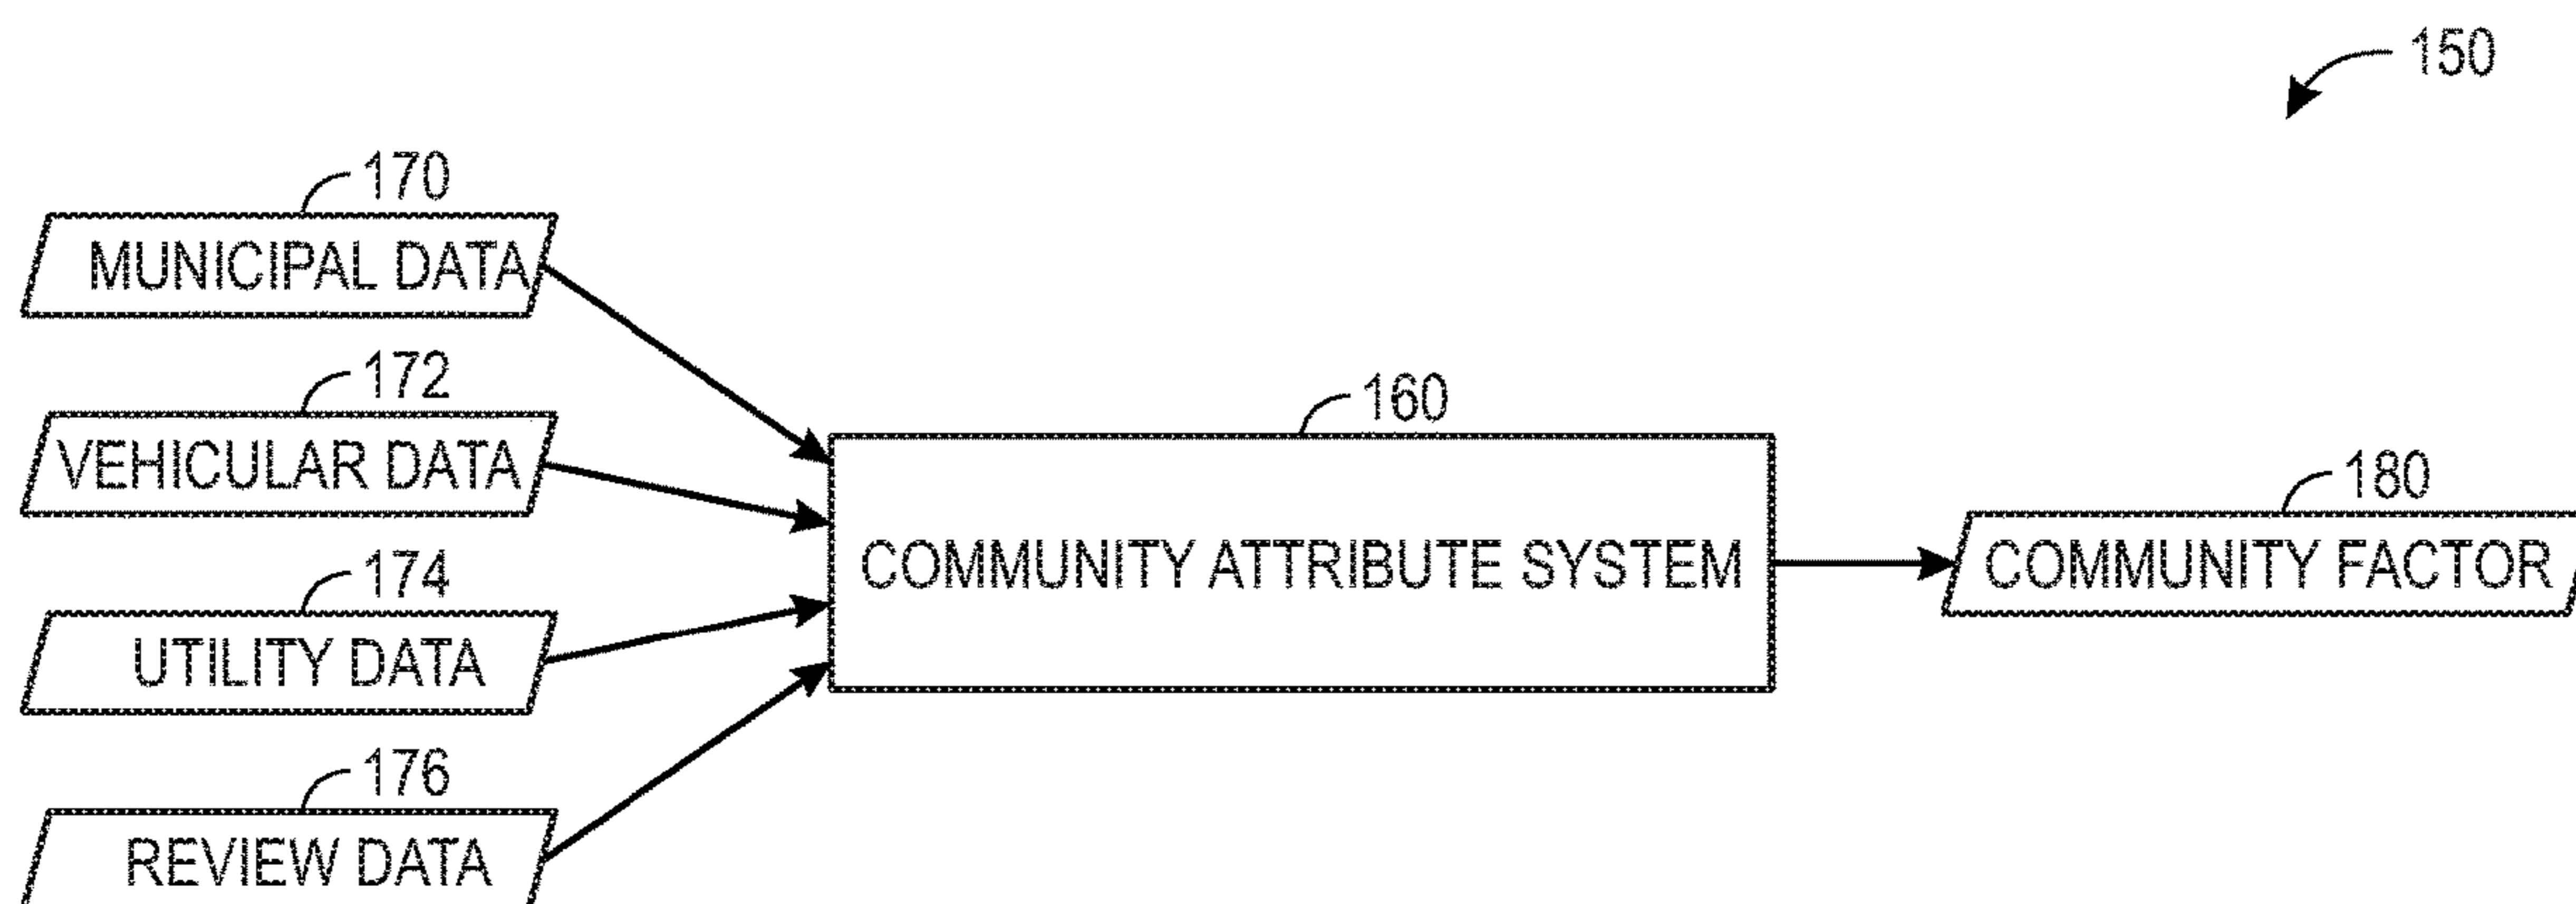 150
170
MUNICIPAL DATA
172
VEHICULAR DATA
160
180
COMMUNITY ATTRIBUTE SYSTEM
COMMUNITY FACTOR
174
UTILITY DATA
176
REVIEW DATA